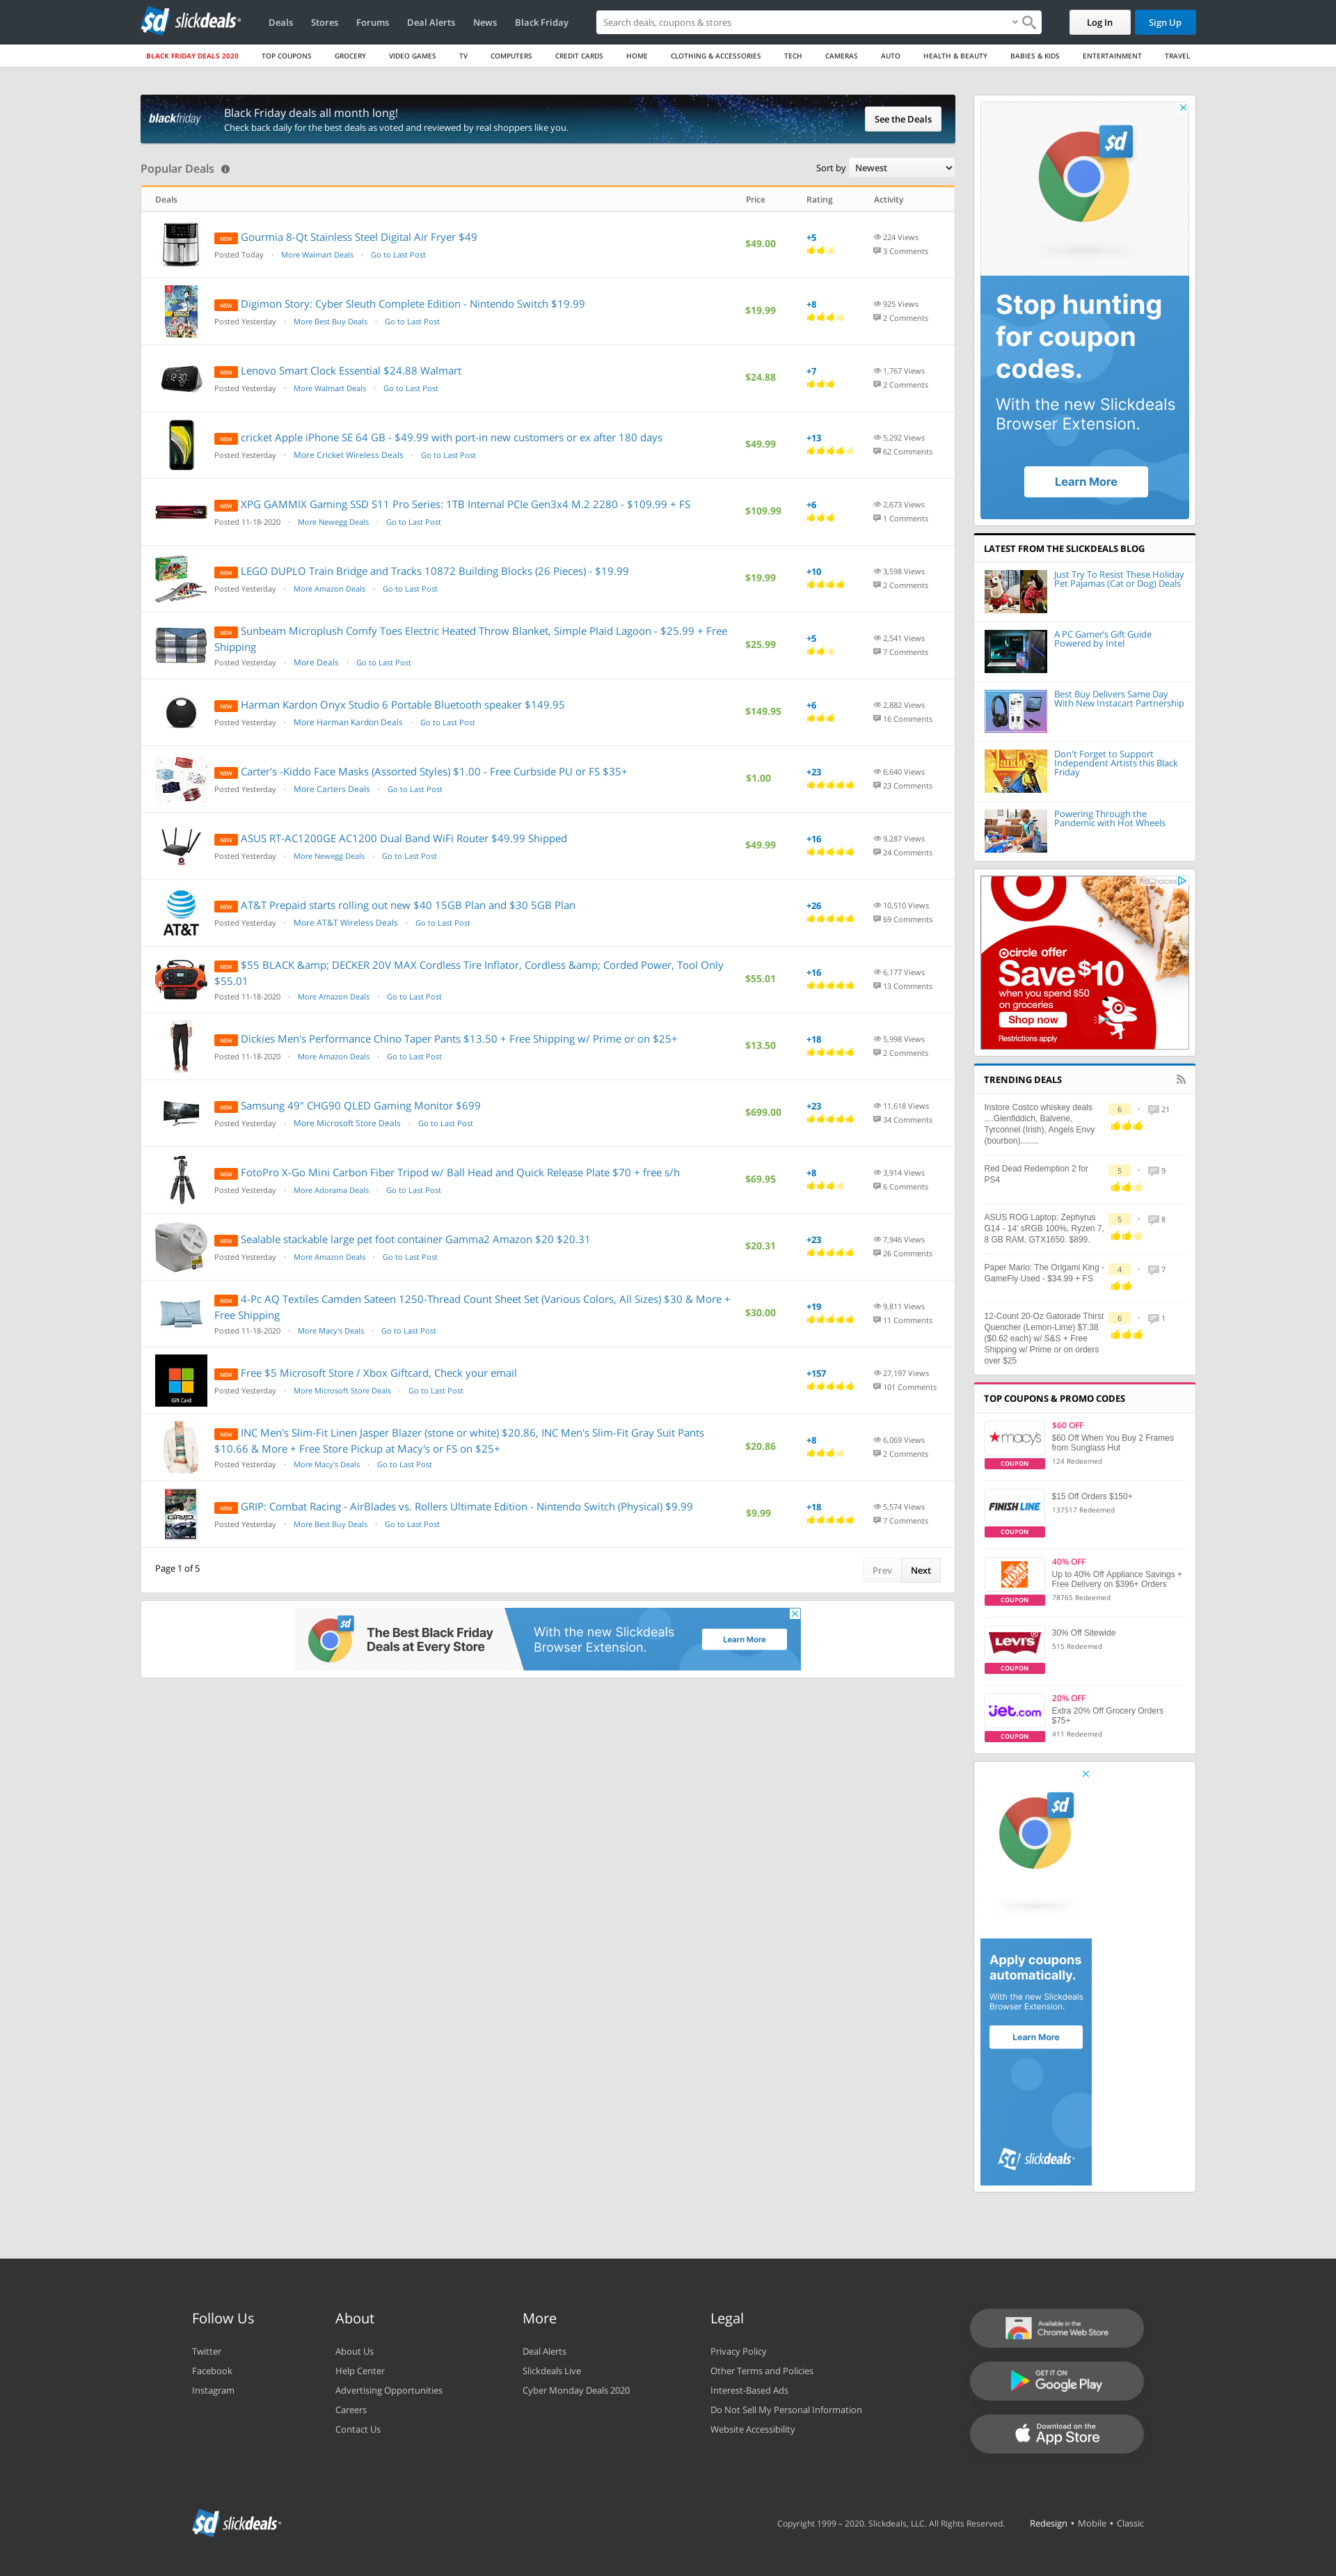 slickdeals
Deals Stores Forums Deal Alerts News Black Friday
Search deals, coupons & stores
Log In Sign Up
BLACK FRIDAY DEALS 2020 TOP COUPONS GROCERY VIDEO GAMES TV COMPUTERS CREDIT CARDS HOME CLOTHING & ACCESSORIES TECH CAMERAS AUTO HEALTH & BEAUTY BABIES & KIDS ENTERTAINMENT TRAVEL
blackfriday
Black Friday deals all month long!
Check back daily for the best deals as voted and reviewed by real shoppers like you.
See the Deals
Popular Deals
Sort by Newest
Deals Price Rating Activity
NEW Gourmia 8-Qt Stainless Steel Digital Air Fryer $49
Posted Today · More Walmart Deals · Go to Last Post
$49.00
+5
224 Views
3 Comments
NEW Digimon Story: Cyber Sleuth Complete Edition - Nintendo Switch $19.99
Posted Yesterday · More Best Buy Deals · Go to Last Post
$19.99
+8
925 Views
2 Comments
NEW Lenovo Smart Clock Essential $24.88 Walmart
Posted Yesterday · More Walmart Deals · Go to Last Post
$24.88
+7
1,767 Views
2 Comments
NEW cricket Apple iPhone SE 64 GB - $49.99 with port-in new customers or ex after 180 days
Posted Yesterday · More Cricket Wireless Deals · Go to Last Post
$49.99
+13
5,292 Views
62 Comments
NEW XPG GAMMIX Gaming SSD S11 Pro Series: 1TB Internal PCIe Gen3x4 M.2 2280 - $109.99 + FS
Posted 11-18-2020 · More Newegg Deals · Go to Last Post
$109.99
+6
2,673 Views
1 Comments
NEW LEGO DUPLO Train Bridge and Tracks 10872 Building Blocks (26 Pieces) - $19.99
Posted Yesterday · More Amazon Deals · Go to Last Post
$19.99
+10
3,598 Views
2 Comments
NEW Sunbeam Microplush Comfy Toes Electric Heated Throw Blanket, Simple Plaid Lagoon - $25.99 + Free
Shipping
Posted Yesterday · More Deals · Go to Last Post
$25.99
+5
2,541 Views
7 Comments
NEW Harman Kardon Onyx Studio 6 Portable Bluetooth speaker $149.95
Posted Yesterday · More Harman Kardon Deals · Go to Last Post
$149.95
+6
2,882 Views
16 Comments
NEW Carter's -Kiddo Face Masks (Assorted Styles) $1.00 - Free Curbside PU or FS $35+
Posted Yesterday · More Carters Deals · Go to Last Post
$1.00
+23
6,640 Views
23 Comments
NEW ASUS RT-AC1200GE AC1200 Dual Band WiFi Router $49.99 Shipped
Posted Yesterday · More Newegg Deals · Go to Last Post
$49.99
+16
9,287 Views
24 Comments
AT&T
NEW AT&T Prepaid starts rolling out new $40 15GB Plan and $30 5GB Plan
Posted Yesterday · More AT&T Wireless Deals · Go to Last Post
+26
10,510 Views
69 Comments
NEW $55 BLACK &amp; DECKER 20V MAX Cordless Tire Inflator, Cordless &amp; Corded Power, Tool Only
$55.01
Posted 11-18-2020 · More Amazon Deals · Go to Last Post
$55.01
+16
6,177 Views
13 Comments
NEW Dickies Men's Performance Chino Taper Pants $13.50 + Free Shipping w/ Prime or on $25+
Posted 11-18-2020 · More Amazon Deals · Go to Last Post
$13.50
+18
5,998 Views
2 Comments
NEW Samsung 49" CHG90 QLED Gaming Monitor $699
Posted Yesterday · More Microsoft Store Deals · Go to Last Post
$699.00
+23
11,618 Views
34 Comments
NEW FotoPro X-Go Mini Carbon Fiber Tripod w/ Ball Head and Quick Release Plate $70 + free s/h
Posted Yesterday · More Adorama Deals · Go to Last Post
$69.95
+8
3,914 Views
6 Comments
NEW Sealable stackable large pet foot container Gamma2 Amazon $20 $20.31
Posted Yesterday · More Amazon Deals · Go to Last Post
$20.31
+23
7,946 Views
26 Comments
NEW 4-Pc AQ Textiles Camden Sateen 1250-Thread Count Sheet Set (Various Colors, All Sizes) $30 & More +
Free Shipping
Posted 11-18-2020 · More Macy's Deals · Go to Last Post
$30.00
+19
9,811 Views
11 Comments
Gift Card
NEW Free $5 Microsoft Store / Xbox Giftcard, Check your email
Posted Yesterday · More Microsoft Store Deals · Go to Last Post
+157
27,197 Views
101 Comments
NEW INC Men's Slim-Fit Linen Jasper Blazer (stone or white) $20.86, INC Men's Slim-Fit Gray Suit Pants
$10.66 & More + Free Store Pickup at Macy's or FS on $25+
Posted Yesterday · More Macy's Deals · Go to Last Post
$20.86
+8
6,069 Views
2 Comments
NEW GRIP: Combat Racing - AirBlades vs. Rollers Ultimate Edition - Nintendo Switch (Physical) $9.99
Posted Yesterday · More Best Buy Deals · Go to Last Post
$9.99
+18
5,574 Views
7 Comments
Page 1 of 5
Prev Next
The Best Black Friday
Deals at Every Store
With the new Slickdeals
Browser Extension.
Learn More
Stop hunting
for coupon
codes.
With the new Slickdeals
Browser Extension.
Learn More
LATEST FROM THE SLICKDEALS BLOG
Just Try To Resist These Holiday
Pet Pajamas (Cat or Dog) Deals
A PC Gamer's Gift Guide
Powered by Intel
Best Buy Delivers Same Day
With New Instacart Partnership
Don't Forget to Support
Independent Artists this Black
Friday
Powering Through the
Pandemic with Hot Wheels
AdChoices
circle offer
Save $10
when you spend $50
on groceries
Shop now
Restrictions apply
TRENDING DEALS
Instore Costco whiskey deals
....Glenfiddich, Balvene,
Tyrconnel (Irish), Angels Envy
(bourbon)........
6 21
Red Dead Redemption 2 for
PS4
5 9
ASUS ROG Laptop: Zephyrus
G14 - 14' sRGB 100%, Ryzen 7,
8 GB RAM, GTX1650. $899.
5 8
Paper Mario: The Origami King -
GameFly Used - $34.99 + FS
4 7
12-Count 20-Oz Gatorade Thirst
Quencher (Lemon-Lime) $7.38
($0.62 each) w/ S&S + Free
Shipping w/ Prime or on orders
over $25
6 1
TOP COUPONS & PROMO CODES
macy's
COUPON
$60 OFF
$60 Off When You Buy 2 Frames
from Sunglass Hut
124 Redeemed
FINISH LINE
COUPON
$15 Off Orders $150+
137517 Redeemed
COUPON
40% OFF
Up to 40% Off Appliance Savings +
Free Delivery on $396+ Orders
78765 Redeemed
LEVI'S
COUPON
30% Off Sitewide
515 Redeemed
Jet.com
COUPON
20% OFF
Extra 20% Off Grocery Orders
$75+
411 Redeemed
Apply coupons
automatically.
With the new Slickdeals
Browser Extension.
Learn More
slickdeals
Follow Us
Twitter
Facebook
Instagram
About
About Us
Help Center
Advertising Opportunities
Careers
Contact Us
More
Deal Alerts
Slickdeals Live
Cyber Monday Deals 2020
Legal
Privacy Policy
Other Terms and Policies
Interest-Based Ads
Do Not Sell My Personal Information
Website Accessibility
Available in the
Chrome Web Store
GET IT ON
Google Play
Download on the
App Store
slickdeals
Copyright 1999 – 2020. Slickdeals, LLC. All Rights Reserved.
Redesign • Mobile • Classic